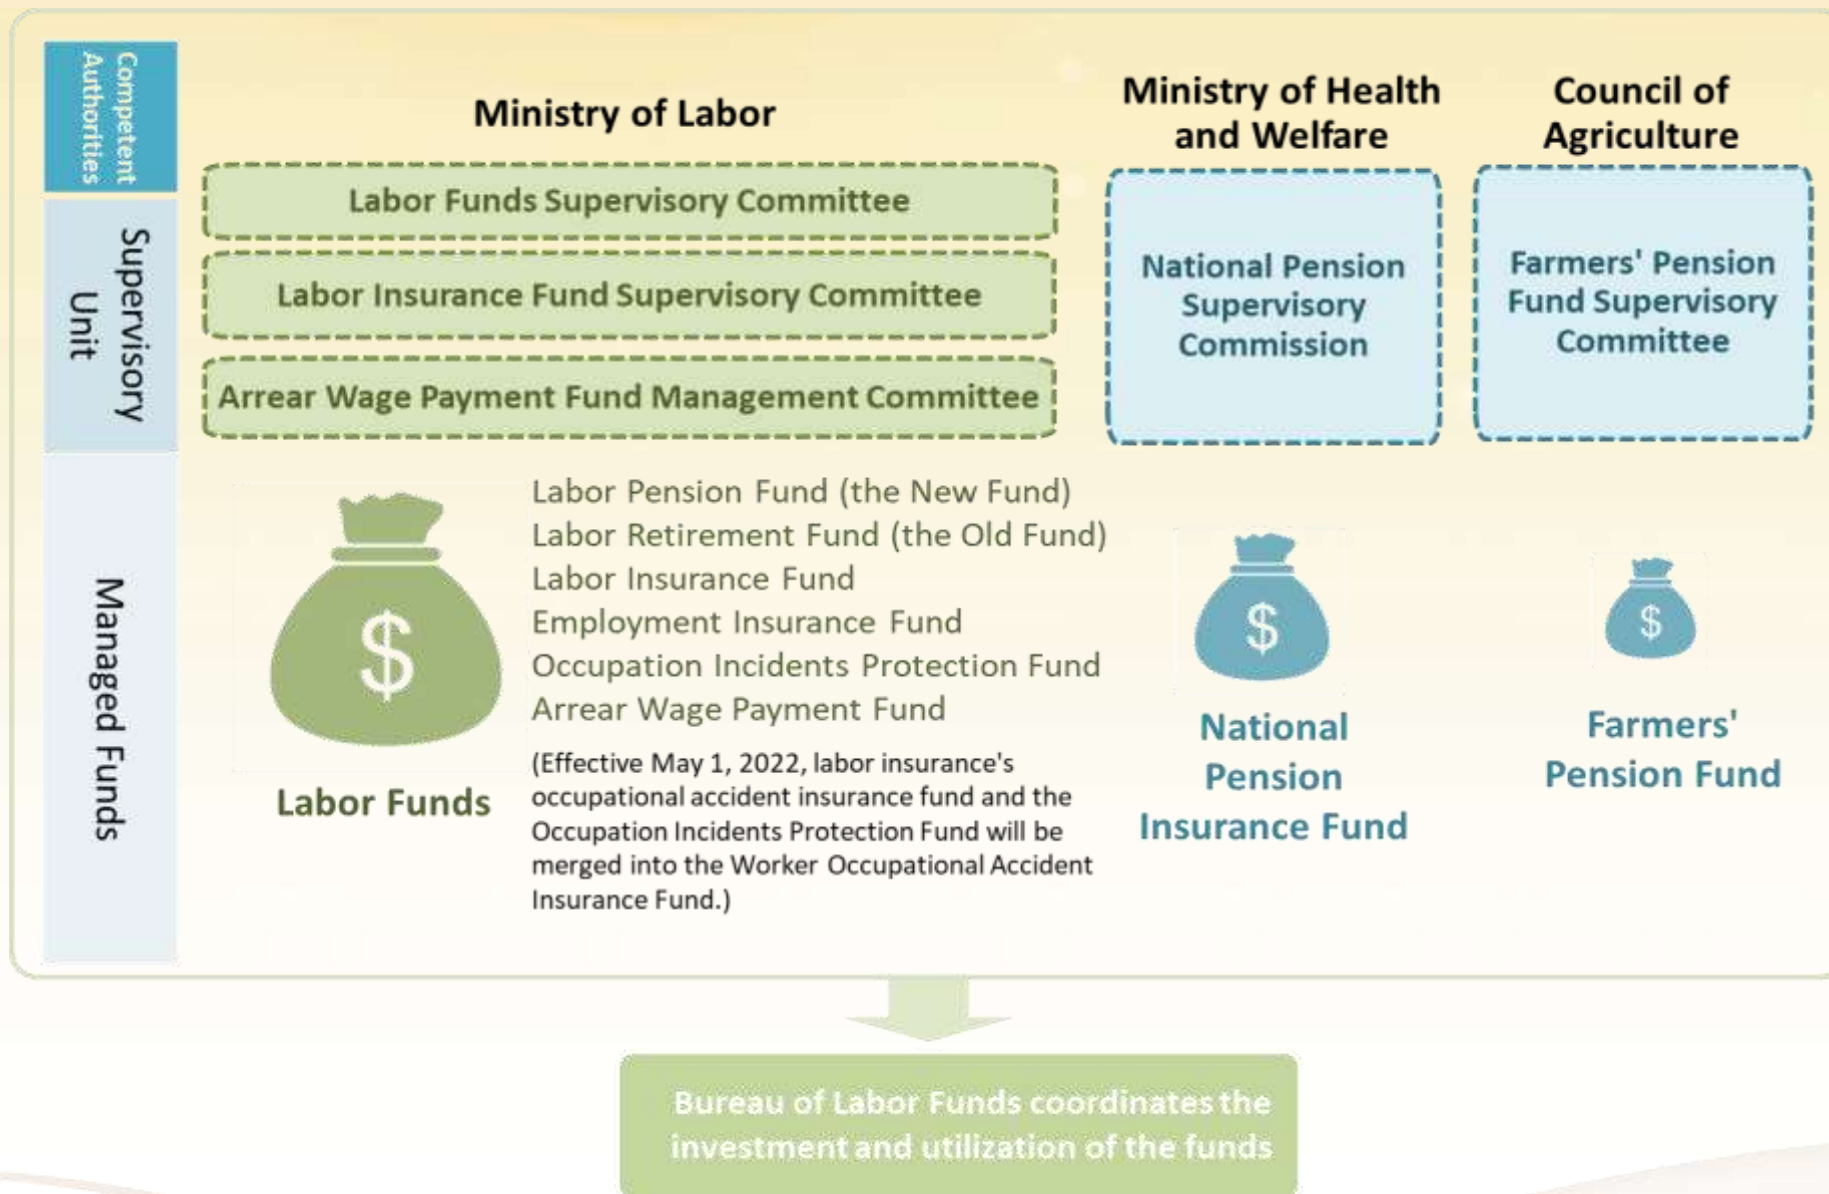 Competent
Authorities
Ministry of Labor
Ministry of Health
and Welfare
Council of
Agriculture
Supervisory
Unit
Labor Funds Supervisory Committee
Labor Insurance Fund Supervisory Committee
Arrear Wage Payment Fund Management Committee
National Pension
Supervisory
Commission
Farmers' Pension
Fund Supervisory
Committee
Managed Funds
$
Labor Funds
Labor Pension Fund (the New Fund)
Labor Retirement Fund (the Old Fund)
Labor Insurance Fund
Employment Insurance Fund
Occupation Incidents Protection Fund
Arrear Wage Payment Fund
(Effective May 1, 2022, labor insurance's
occupational accident insurance fund and the
Occupation Incidents Protection Fund will be
merged into the Worker Occupational Accident
Insurance Fund.)
$
National
Pension
Insurance Fund
$
Farmers'
Pension Fund
Bureau of Labor Funds coordinates the
investment and utilization of the funds